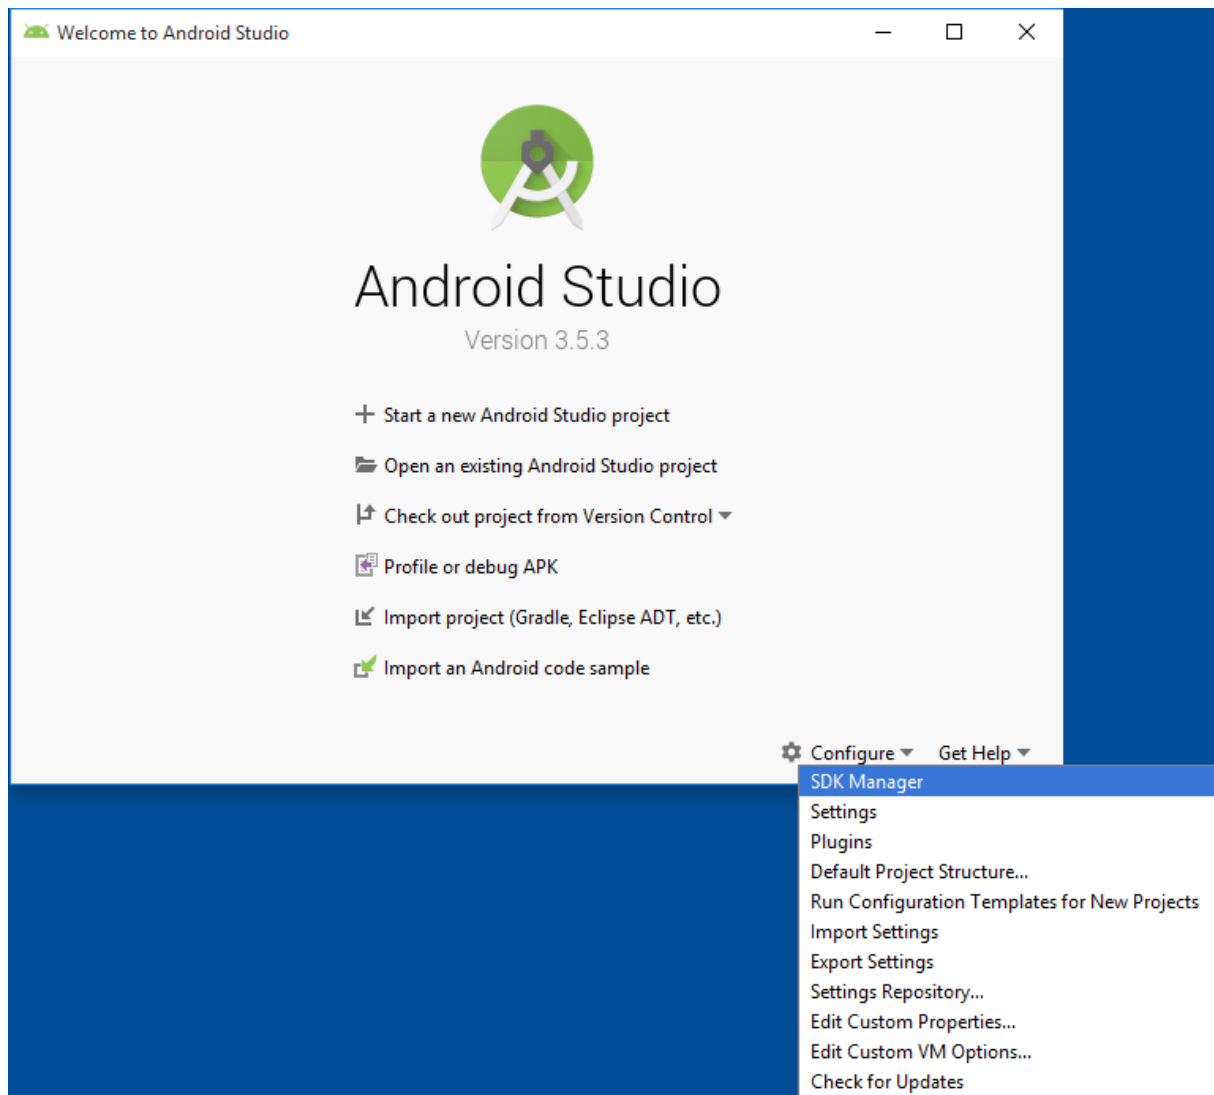 Welcome to Android Studio
Android Studio
Version 3.5.3
Start a new Android Studio project
Open an existing Android Studio project
Check out project from Version Control
Profile or debug APK
Import project (Gradle, Eclipse ADT, etc.)
Import an Android code sample
Configure Get Help
SDK Manager
Settings
Plugins
Default Project Structure...
Run Configuration Templates for New Projects
Import Settings
Export Settings
Settings Repository...
Edit Custom Properties...
Edit Custom VM Options...
Check for Updates